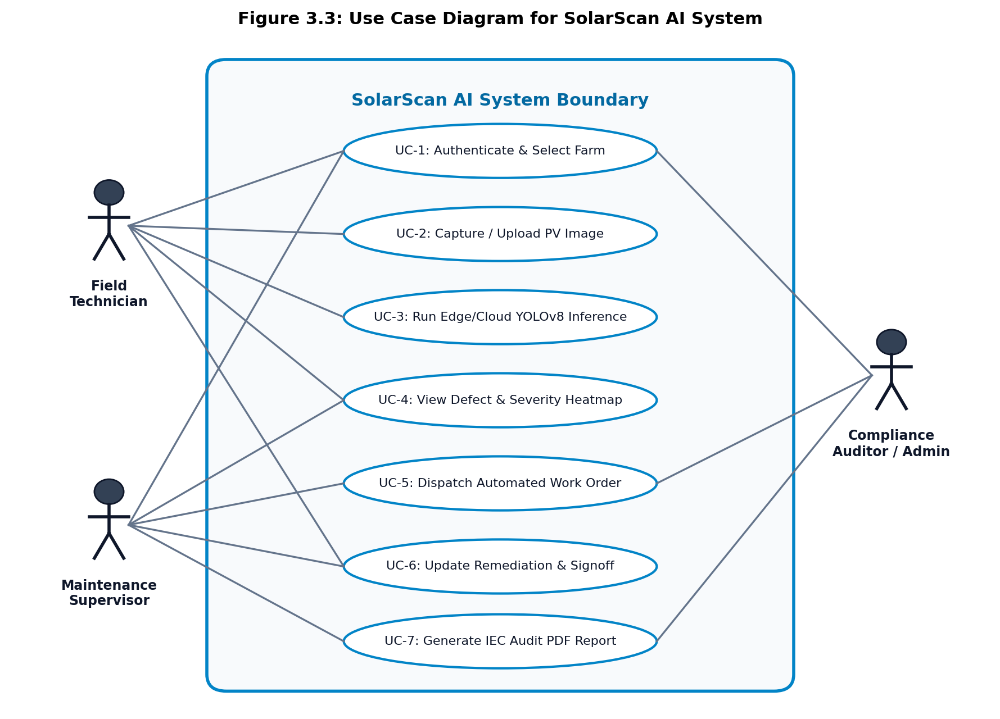 Figure 3.3: Use Case Diagram for SolarScan AI System
SolarScan AI System Boundary
UC-1: Authenticate & Select Farm
UC-2: Capture / Upload PV Image
Field
Technician
UC-3: Run Edge/Cloud YOLOv8 Inference
UC-4: View Defect & Severity Heatmap
Compliance
Auditor / Admin
UC-5: Dispatch Automated Work Order
UC-6: Update Remediation & Signoff
Maintenance
Supervisor
UC-7: Generate IEC Audit PDF Report